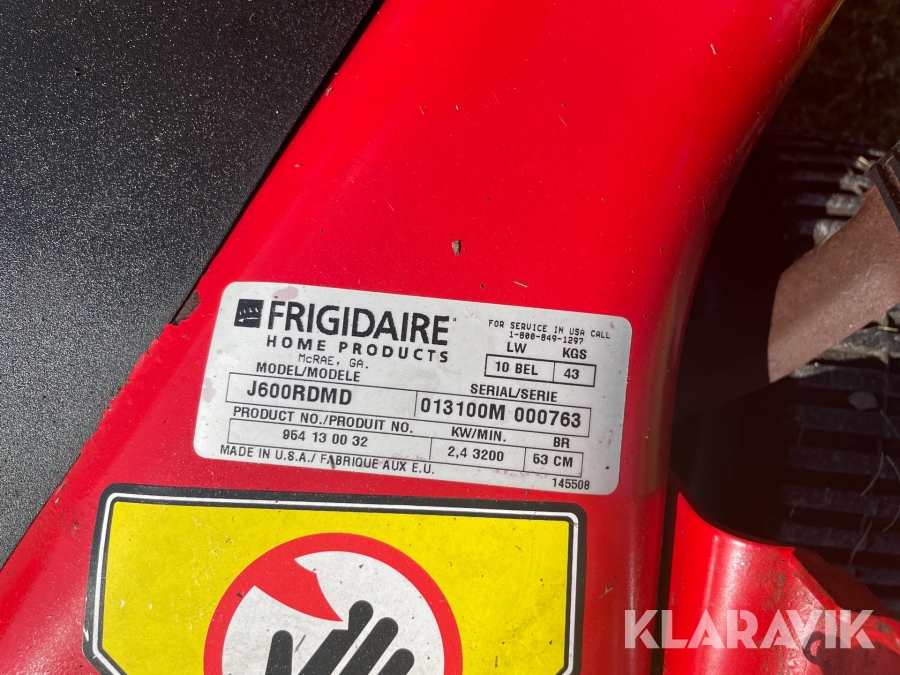 FRIGIDAIRE
HOME PRODUCTS
McRAE, GA.
FOR SERVICE IN USA CALL
1-800-849-1297
LW KGS
10 BEL 43
MODEL/MODELE SERIAL/SERIE
J600RDMD 013100M 000763
PRODUCT NO./PRODUIT NO. KW/MIN. BR
954 13 00 32 2,4 3200 53 CM
MADE IN U.S.A./ FABRIQUE AUX E.U.
145508
KLARAVIK